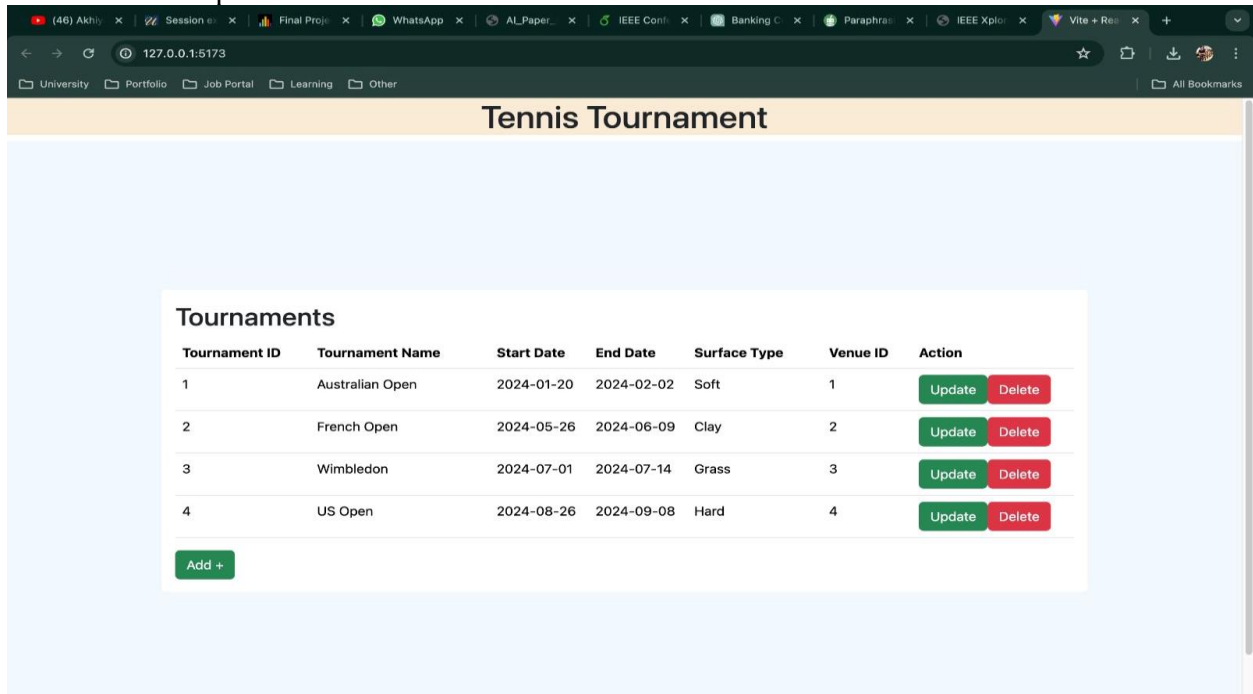 (46) Akhiy Session e Final Proje WhatsApp AI_Paper_ IEEE Conf Banking C Paraphras IEEE Xplor Vite + Rea
127.0.0.1:5173
University Portfolio Job Portal Learning Other All Bookmarks
Tennis Tournament
Tournaments
Tournament ID Tournament Name Start Date End Date Surface Type Venue ID Action
1 Australian Open 2024-01-20 2024-02-02 Soft 1 Update Delete
2 French Open 2024-05-26 2024-06-09 Clay 2 Update Delete
3 Wimbledon 2024-07-01 2024-07-14 Grass 3 Update Delete
4 US Open 2024-08-26 2024-09-08 Hard 4 Update Delete
Add +